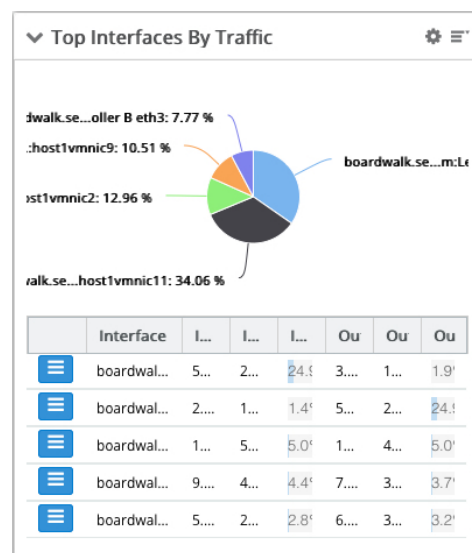 Top Interfaces By Traffic
dwalk.se...oller B eth3: 7.77 %
:host1vmnic9: 10.51 %
boardwalk.se...m:Le
ost1vmnic2: 12.96 %
walk.se...host1vmnic11: 34.06 %
Interface I... I... I... Ou Ou Ou
boardwal... 5... 2... 24.9 3.... 1... 1.9
boardwal... 2.... 1... 1.4 5... 2... 24.
boardwal... 1... 5... 5.0 1... 4... 5.0
boardwal... 9.... 4... 4.4 7.... 3... 3.7
boardwal... 5.... 2... 2.8 6.... 3... 3.2